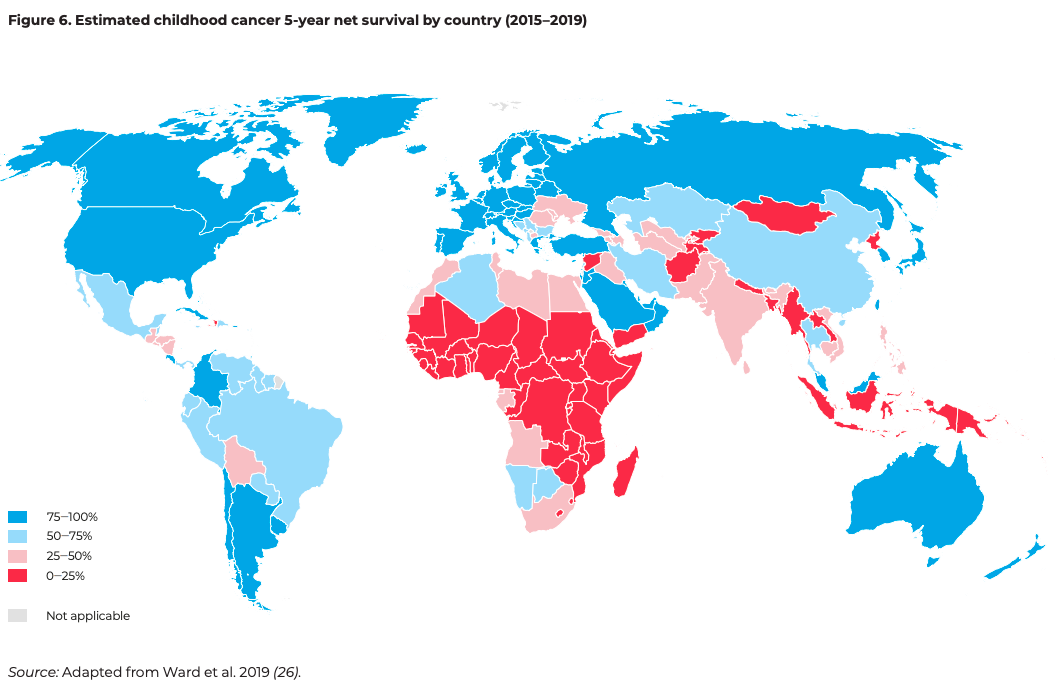 Figure 6. Estimated childhood cancer 5-year net survival by country (2015–2019)
75–100%
50–75%
25–50%
0–25%
Not applicable
Source: Adapted from Ward et al. 2019 (26).